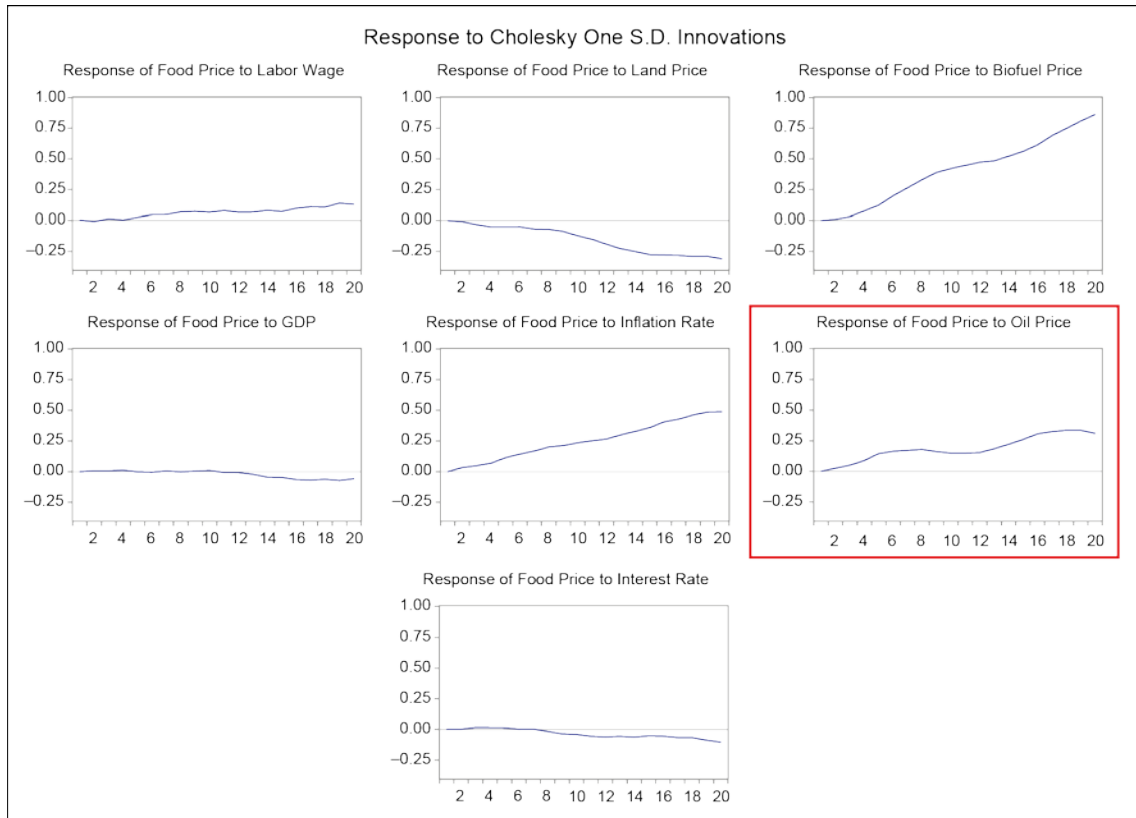 Response to Cholesky One S.D. Innovations
Response of Food Price to Labor Wage
1.00
0.75
0.50
0.25
0.00
–0.25
2 4 6 8 10 12 14 16 18 20
Response of Food Price to Land Price
1.00
0.75
0.50
0.25
0.00
–0.25
2 4 6 8 10 12 14 16 18 20
Response of Food Price to Biofuel Price
1.00
0.75
0.50
0.25
0.00
–0.25
2 4 6 8 10 12 14 16 18 20
Response of Food Price to GDP
1.00
0.75
0.50
0.25
0.00
–0.25
2 4 6 8 10 12 14 16 18 20
Response of Food Price to Inflation Rate
1.00
0.75
0.50
0.25
0.00
–0.25
2 4 6 8 10 12 14 16 18 20
Response of Food Price to Oil Price
1.00
0.75
0.50
0.25
0.00
–0.25
2 4 6 8 10 12 14 16 18 20
Response of Food Price to Interest Rate
1.00
0.75
0.50
0.25
0.00
–0.25
2 4 6 8 10 12 14 16 18 20